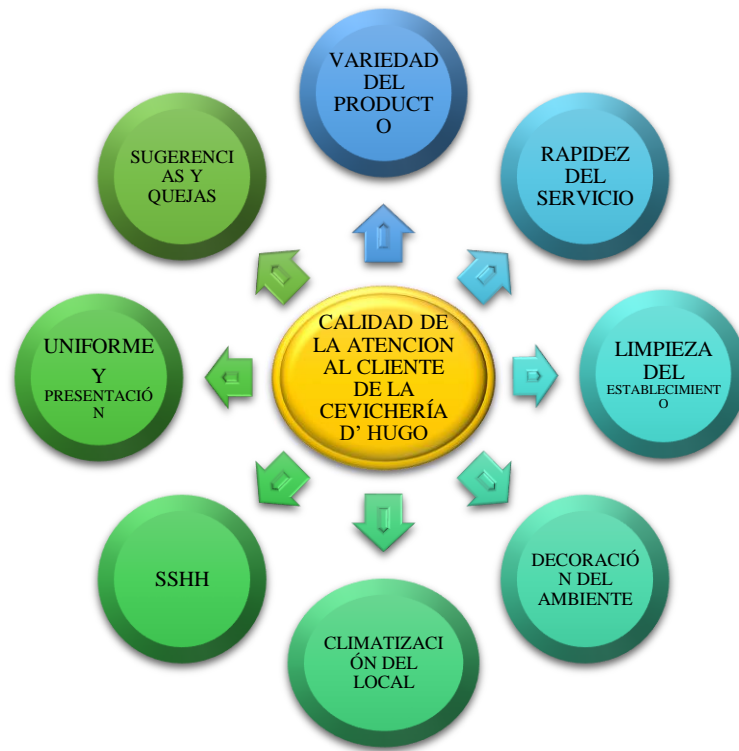 VARIEDAD
DEL
PRODUCT
O
RAPIDEZ
DEL
SERVICIO
LIMPIEZA
DEL
ESTABLECIMIENT
O
DECORACIÓ
N DEL
AMBIENTE
CLIMATIZACI
ÓN DEL
LOCAL
SSHH
UNIFORME
Y
PRESENTACIÓ
N
SUGERENCI
AS Y
QUEJAS
CALIDAD DE
LA ATENCION
AL CLIENTE
DE LA
CEVICHERÍA
D’ HUGO